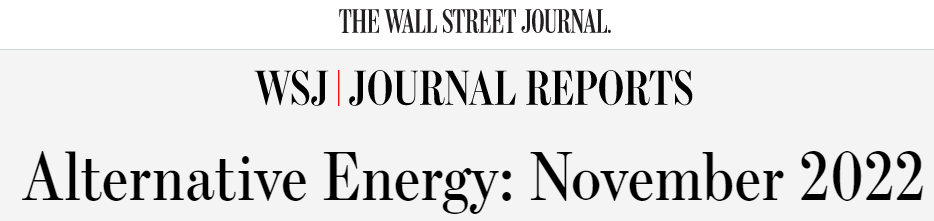 THE WALL STREET JOURNAL.
WSJ | JOURNAL REPORTS
Alternative Energy: November 2022